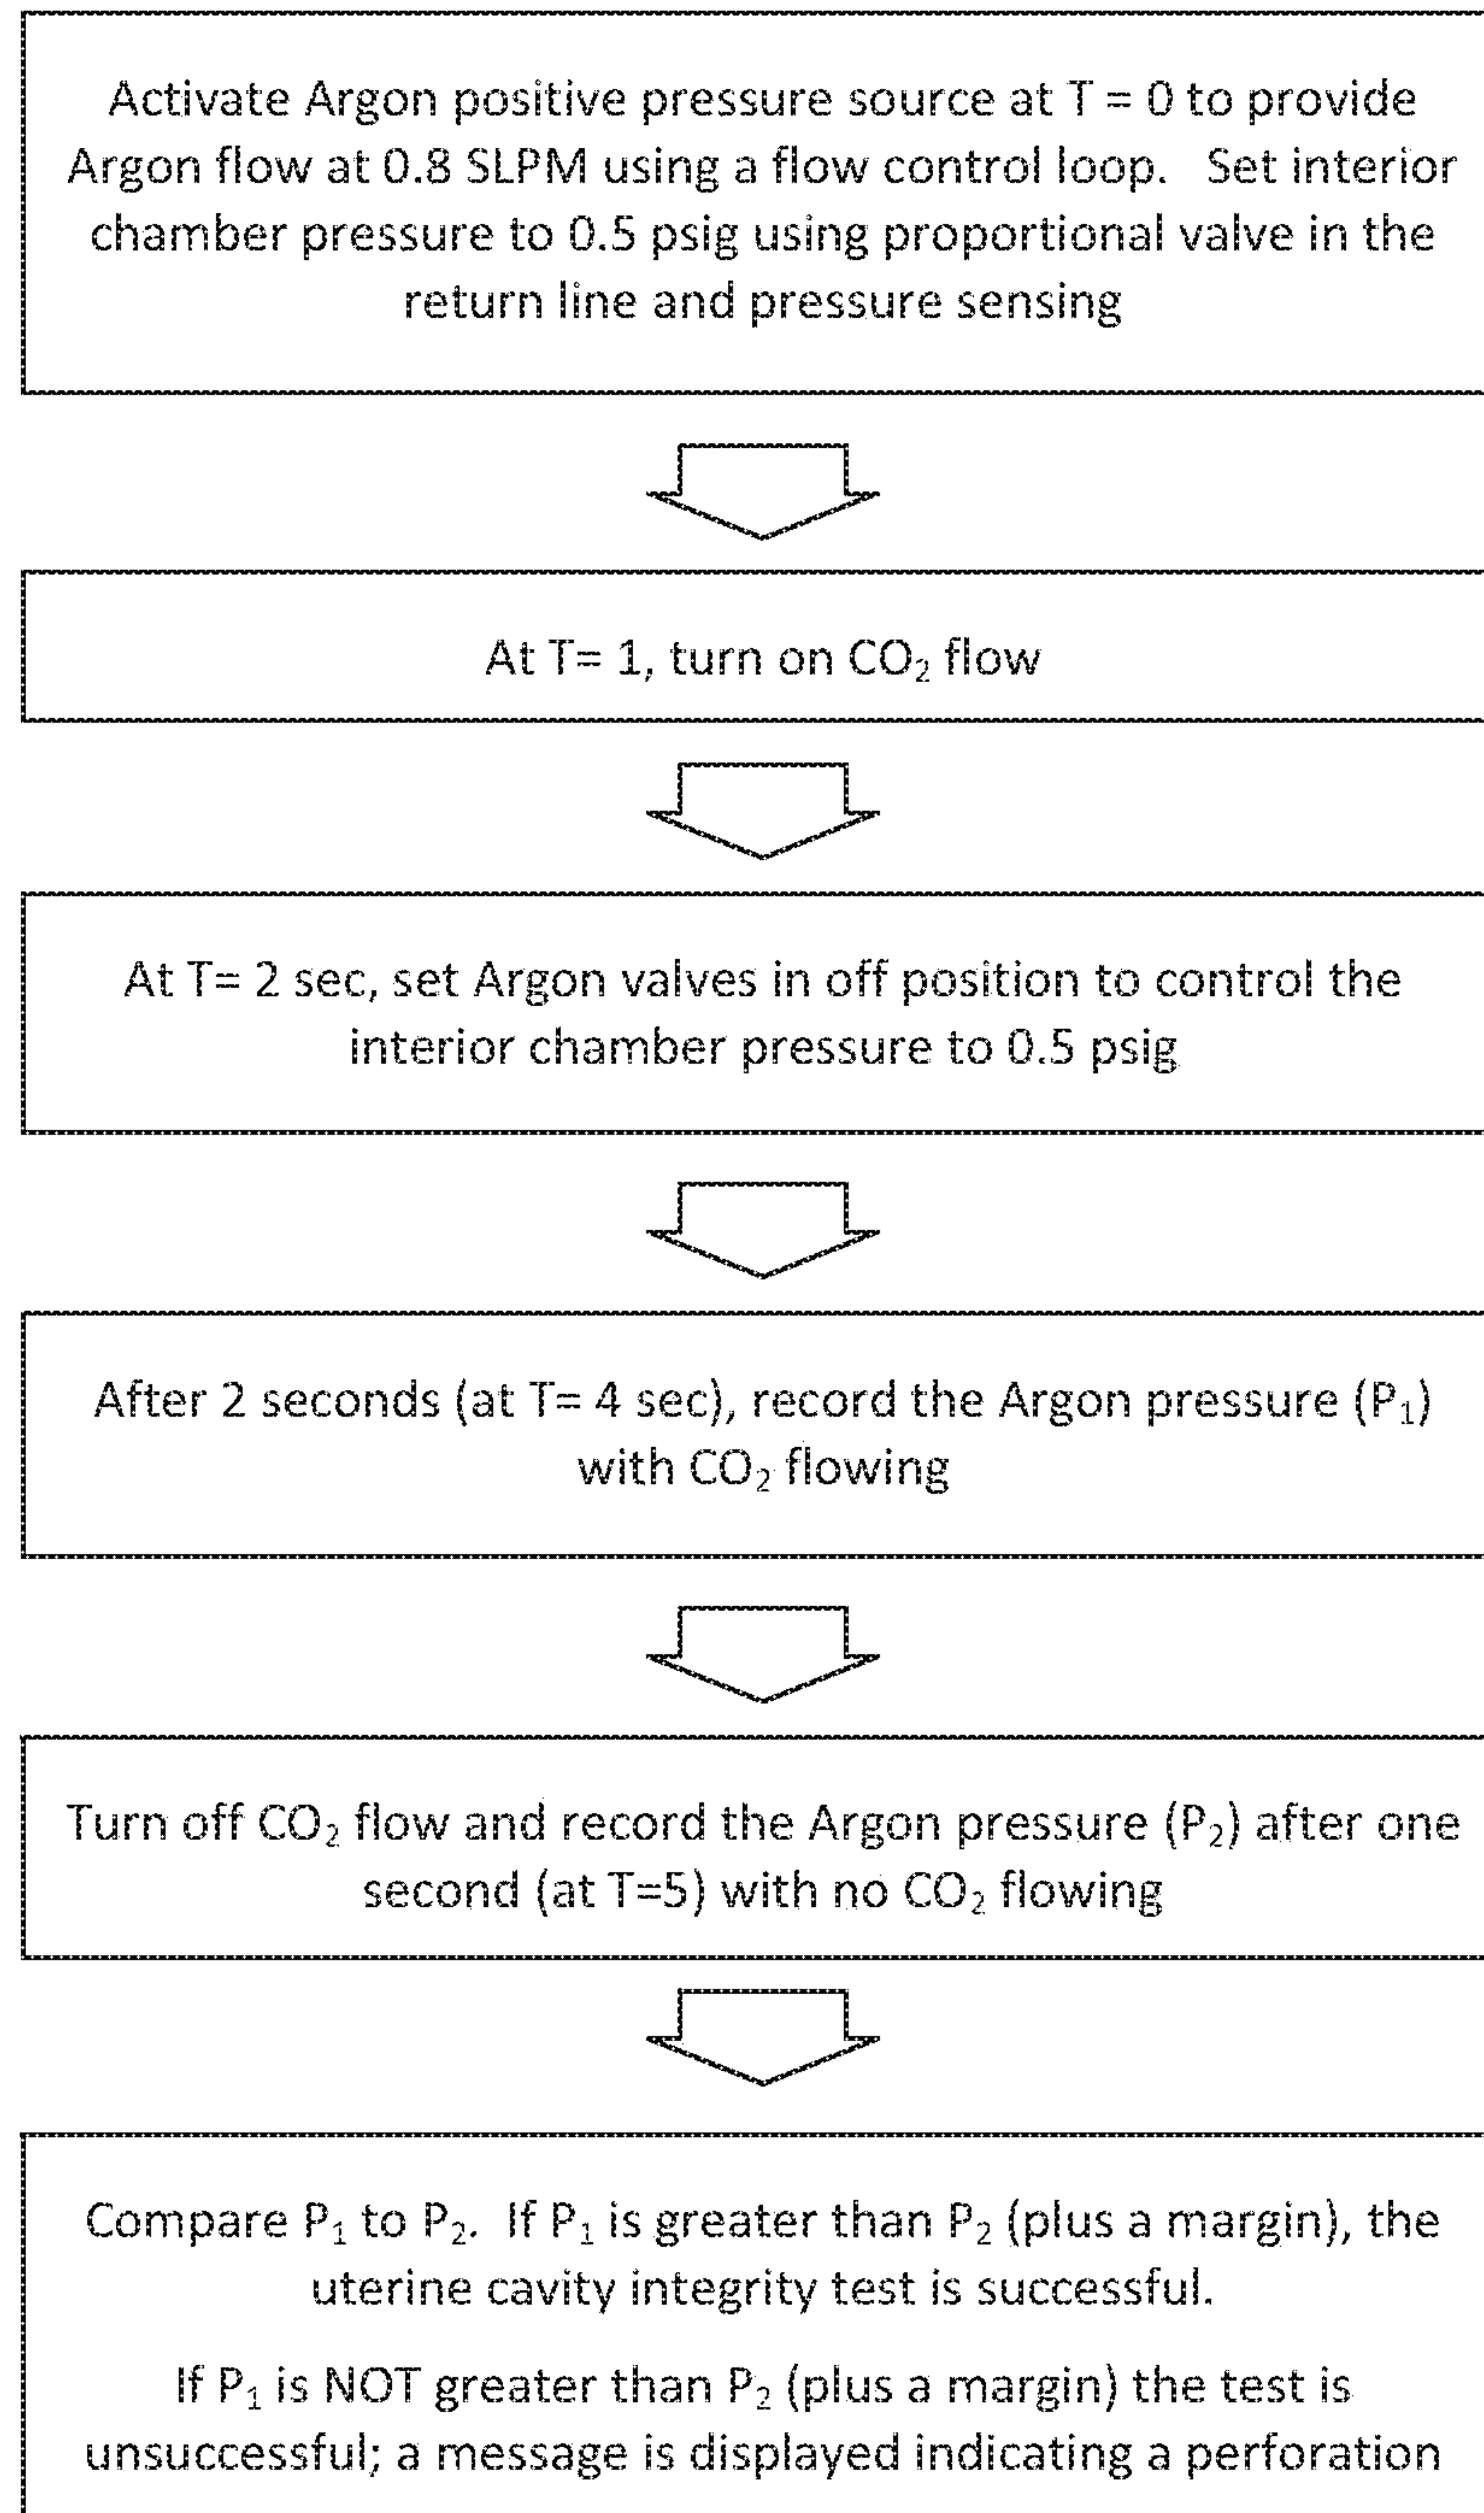 Activate Argon positive pressure source at T = 0 to provide
Argon flow at 0.8 SLPM using a flow control loop.   Set interior
chamber pressure to 0.5 psig using proportional valve in the
return line and pressure sensing
At T= 1, turn on CO₂ flow
At T= 2 sec, set Argon valves in off position to control the
interior chamber pressure to 0.5 psig
After 2 seconds (at T= 4 sec), record the Argon pressure (P₁)
with CO₂ flowing
Turn off CO₂ flow and record the Argon pressure (P₂) after one
second (at T=5) with no CO₂ flowing
Compare P₁ to P₂.  If P₁ is greater than P₂ (plus a margin), the
uterine cavity integrity test is successful.
If P₁ is NOT greater than P₂ (plus a margin) the test is
unsuccessful; a message is displayed indicating a perforation